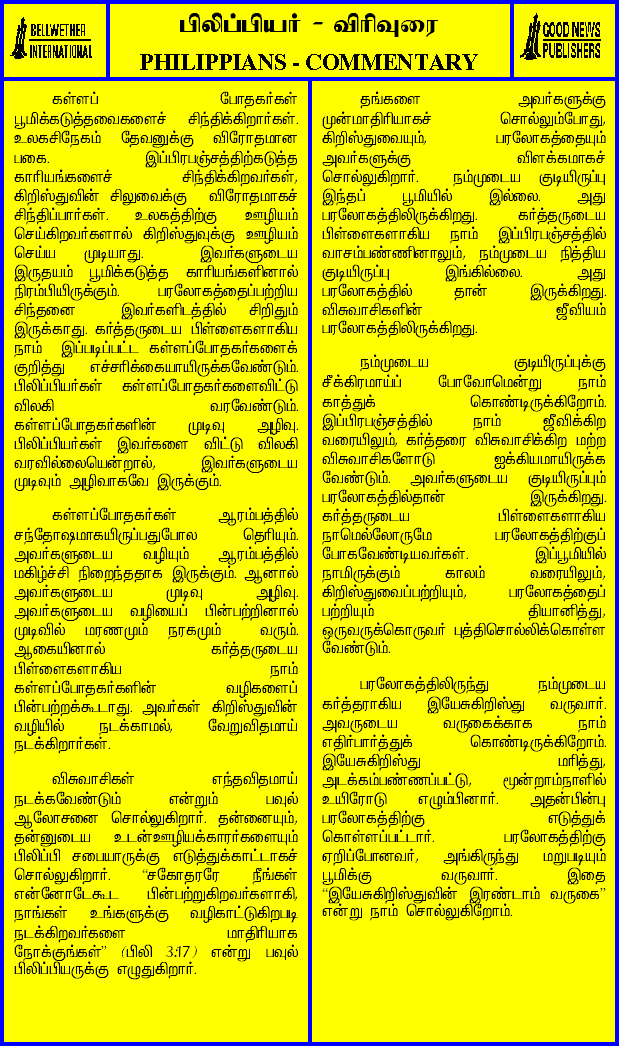 BELLWETHER
INTERNATIONAL
பிலிப்பியர் - விரிவுரை
PHILIPPIANS - COMMENTARY
GOOD NEWS
PUBLISHERS
கள்ளப் போதகர்கள்
பூமிக்கடுத்தவைகளைச் சிந்திக்கிறார்கள்.
உலகசிநேகம் தேவனுக்கு விரோதமான
பகை. இப்பிரபஞ்சத்திற்கடுத்த
காரியங்களைச் சிந்திக்கிறவர்கள்,
கிறிஸ்துவின் சிலுவைக்கு விரோதமாகச்
சிந்திப்பார்கள். உலகத்திற்கு ஊழியம்
செய்கிறவர்களால் கிறிஸ்துவுக்கு ஊழியம்
செய்ய முடியாது. இவர்களுடைய
இருதயம் பூமிக்கடுத்த காரியங்களினால்
நிரம்பியிருக்கும். பரலோகத்தைப்பற்றிய
சிந்தனை இவர்களிடத்தில் சிறிதும்
இருக்காது. கர்த்தருடைய பிள்ளைகளாகிய
நாம் இப்படிப்பட்ட கள்ளப்போதகர்களைக்
குறித்து எச்சரிக்கையாயிருக்கவேண்டும்.
பிலிப்பியர்கள் கள்ளப்போதகர்களைவிட்டு
விலகி வரவேண்டும்.
கள்ளப்போதகர்களின் முடிவு அழிவு.
பிலிப்பியர்கள் இவர்களை விட்டு விலகி
வரவில்லையென்றால், இவர்களுடைய
முடிவும் அழிவாகவே இருக்கும்.
கள்ளப்போதகர்கள் ஆரம்பத்தில்
சந்தோஷமாகயிருப்பதுபோல தெரியும்.
அவர்களுடைய வழியும் ஆரம்பத்தில்
மகிழ்ச்சி நிறைந்ததாக இருக்கும். ஆனால்
அவர்களுடைய முடிவு அழிவு.
அவர்களுடைய வழியைப் பின்பற்றினால்
முடிவில் மரணமும் நரகமும் வரும்.
ஆகையினால் கர்த்தருடைய
பிள்ளைகளாகிய நாம்
கள்ளப்போதகர்களின் வழிகளைப்
பின்பற்றக்கூடாது. அவர்கள் கிறிஸ்துவின்
வழியில் நடக்காமல், வேறுவிதமாய்
நடக்கிறார்கள்.
விசுவாசிகள் எந்தவிதமாய்
நடக்கவேண்டும் என்றும் பவுல்
ஆலோசனை சொல்லுகிறார். தன்னையும்,
தன்னுடைய உடன்ஊழியக்காரர்களையும்
பிலிப்பி சபையாருக்கு எடுத்துக்காட்டாகச்
சொல்லுகிறார். “சகோதரரே நீங்கள்
என்னோடேகூட பின்பற்றுகிறவர்களாகி,
நாங்கள் உங்களுக்கு வழிகாட்டுகிறபடி
நடக்கிறவர்களை மாதிரியாக
நோக்குங்கள்” (பிலி 3:17) என்று பவுல்
பிலிப்பியருக்கு எழுதுகிறார்.
தங்களை அவர்களுக்கு
முன்மாதிரியாகச் சொல்லும்போது,
கிறிஸ்துவையும், பரலோகத்தையும்
அவர்களுக்கு விளக்கமாகச்
சொல்லுகிறார். நம்முடைய குடியிருப்பு
இந்தப் பூமியில் இல்லை. அது
பரலோகத்திலிருக்கிறது. கர்த்தருடைய
பிள்ளைகளாகிய நாம் இப்பிரபஞ்சத்தில்
வாசம்பண்ணினாலும், நம்முடைய நித்திய
குடியிருப்பு இங்கில்லை. அது
பரலோகத்தில் தான் இருக்கிறது.
விசுவாசிகளின் ஜீவியம்
பரலோகத்திலிருக்கிறது.
நம்முடைய குடியிருப்புக்கு
சீக்கிரமாய்ப் போவோமென்று நாம்
காத்துக் கொண்டிருக்கிறோம்.
இப்பிரபஞ்சத்தில் நாம் ஜீவிக்கிற
வரையிலும், கர்த்தரை விசுவாசிக்கிற மற்ற
விசுவாசிகளோடு ஐக்கியமாயிருக்க
வேண்டும். அவர்களுடைய குடியிருப்பும்
பரலோகத்தில்தான் இருக்கிறது.
கர்த்தருடைய பிள்ளைகளாகிய
நாமெல்லோருமே பரலோகத்திற்குப்
போகவேண்டியவர்கள். இப்பூமியில்
நாமிருக்கும் காலம் வரையிலும்,
கிறிஸ்துவைப்பற்றியும், பரலோகத்தைப்
பற்றியும் தியானித்து,
ஒருவருக்கொருவர் புத்திசொல்லிக்கொள்ள
வேண்டும்.
பரலோகத்திலிருந்து நம்முடைய
கர்த்தராகிய இயேசுகிறிஸ்து வருவார்.
அவருடைய வருகைக்காக நாம்
எதிர்பார்த்துக் கொண்டிருக்கிறோம்.
இயேசுகிறிஸ்து மரித்து,
அடக்கம்பண்ணப்பட்டு, மூன்றாம்நாளில்
உயிரோடு எழும்பினார். அதன்பின்பு
பரலோகத்திற்கு எடுத்துக்
கொள்ளப்பட்டார். பரலோகத்திற்கு
ஏறிப்போனவர், அங்கிருந்து மறுபடியும்
பூமிக்கு வருவார். இதை
“இயேசுகிறிஸ்துவின் இரண்டாம் வருகை”
என்று நாம் சொல்லுகிறோம்.